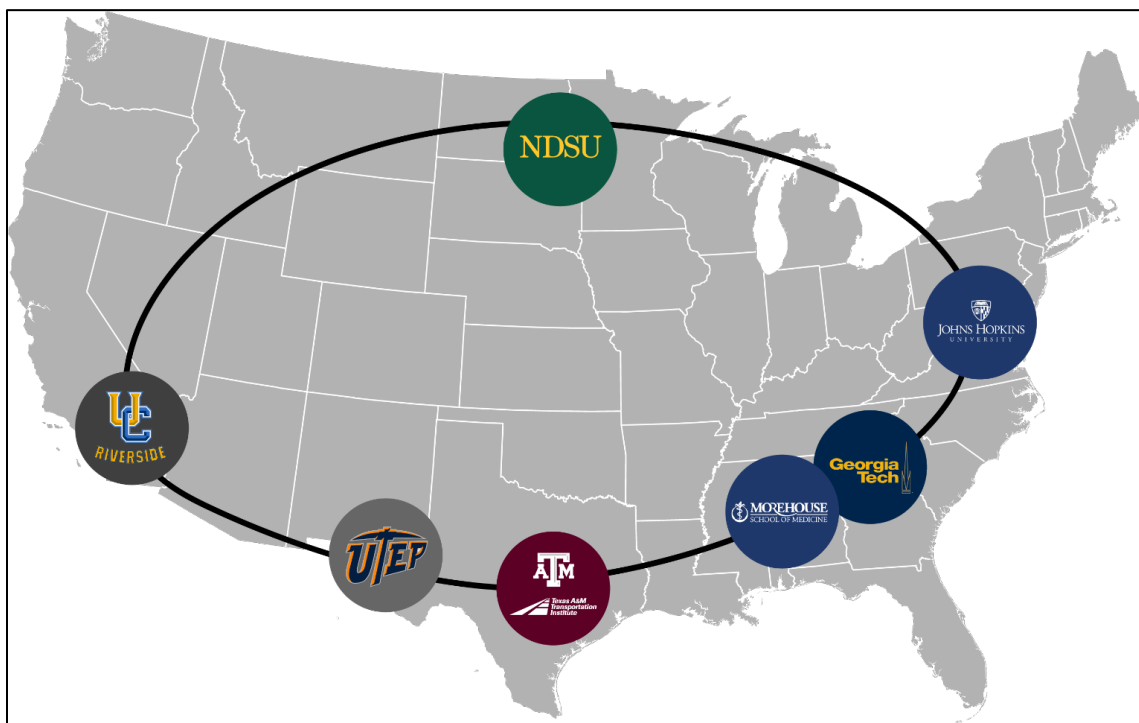 NDSU
JOHNS HOPKINS
UNIVERSITY
UC
RIVERSIDE
Georgia
Tech
MOREHOUSE
SCHOOL OF MEDICINE
UTEP
ATM
Texas A&M
Transportation
Institute